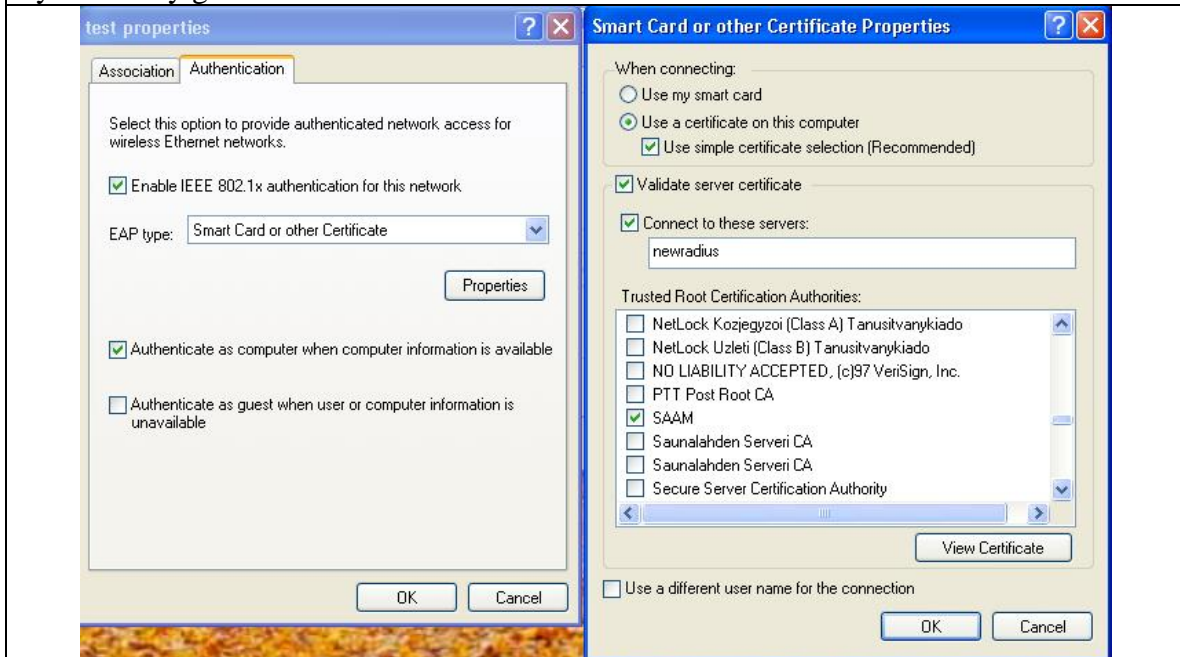 test properties
Association
Authentication
Select this option to provide authenticated network access for
wireless Ethernet networks.
Enable IEEE 802.1x authentication for this network
EAP type:
Smart Card or other Certificate
Properties
Authenticate as computer when computer information is available
Authenticate as guest when user or computer information is
unavailable
OK
Cancel
Smart Card or other Certificate Properties
When connecting:
Use my smart card
Use a certificate on this computer
Use simple certificate selection (Recommended)
Validate server certificate
Connect to these servers:
newradius
Trusted Root Certification Authorities:
NetLock Kozjegyzoi (Class A) Tanusitvanykiado
NetLock Uzleti (Class B) Tanusitvanykiado
NO LIABILITY ACCEPTED, (c)97 VeriSign, Inc.
PTT Post Root CA
SAAM
Saunalahden Serveri CA
Saunalahden Serveri CA
Secure Server Certification Authority
View Certificate
Use a different user name for the connection
OK
Cancel